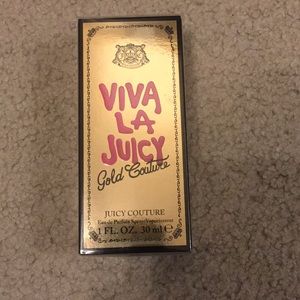 VIVA
LA
JUICY
Gold Couture
JUICY COUTURE
Eau de Parfum Spray/Vaporisateur
1 FL. OZ. 30 ml ℮